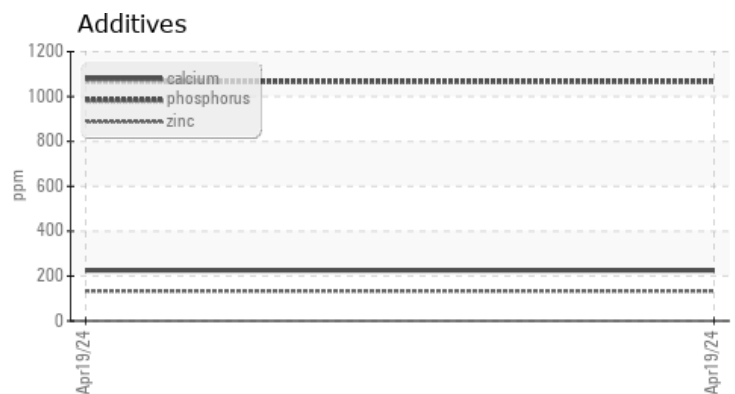 Additives
1200
1000
800
600
400
200
0
ppm
calcium
phosphorus
zinc
Apr19/24
Apr19/24